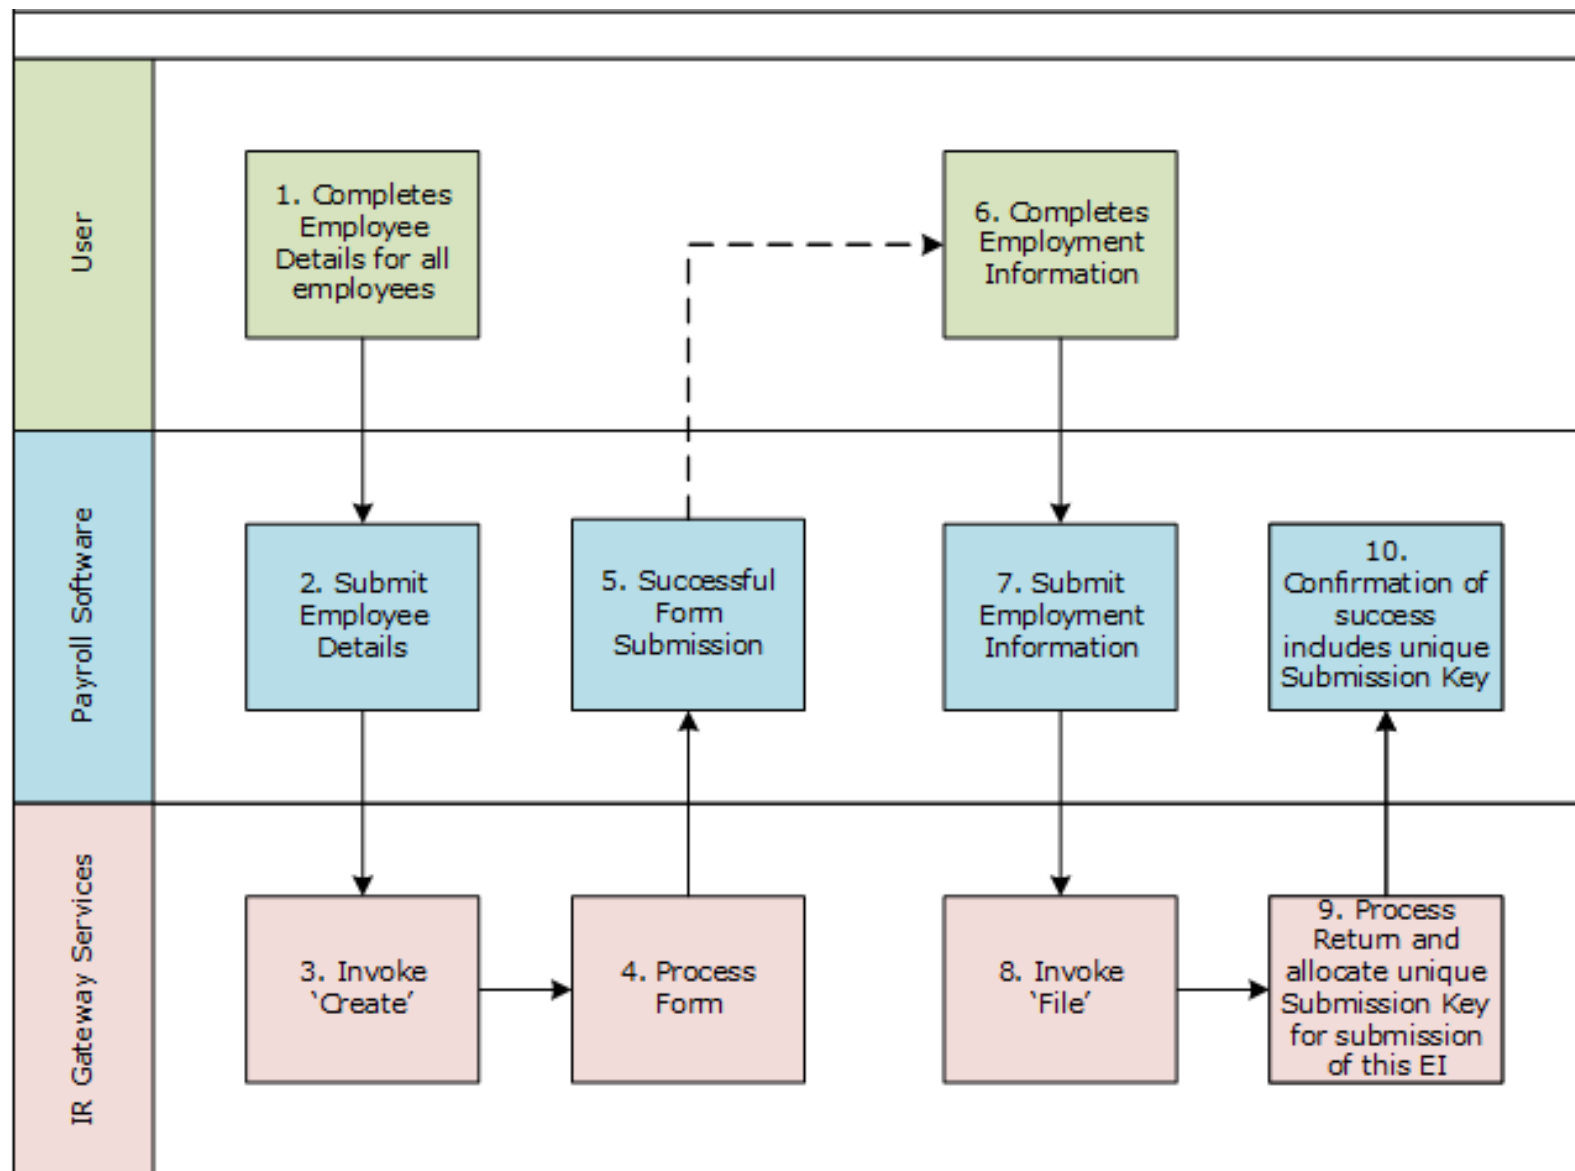 User
1. Completes
Employee
Details for all
employees
6. Completes
Employment
Information
Payroll Software
2. Submit
Employee
Details
5. Successful
Form
Submission
7. Submit
Employment
Information
10.
Confirmation of
success
includes unique
Submission Key
IR Gateway Services
3. Invoke
‘Create’
4. Process
Form
8. Invoke
‘File’
9. Process
Return and
allocate unique
Submission Key
for submission
of this EI